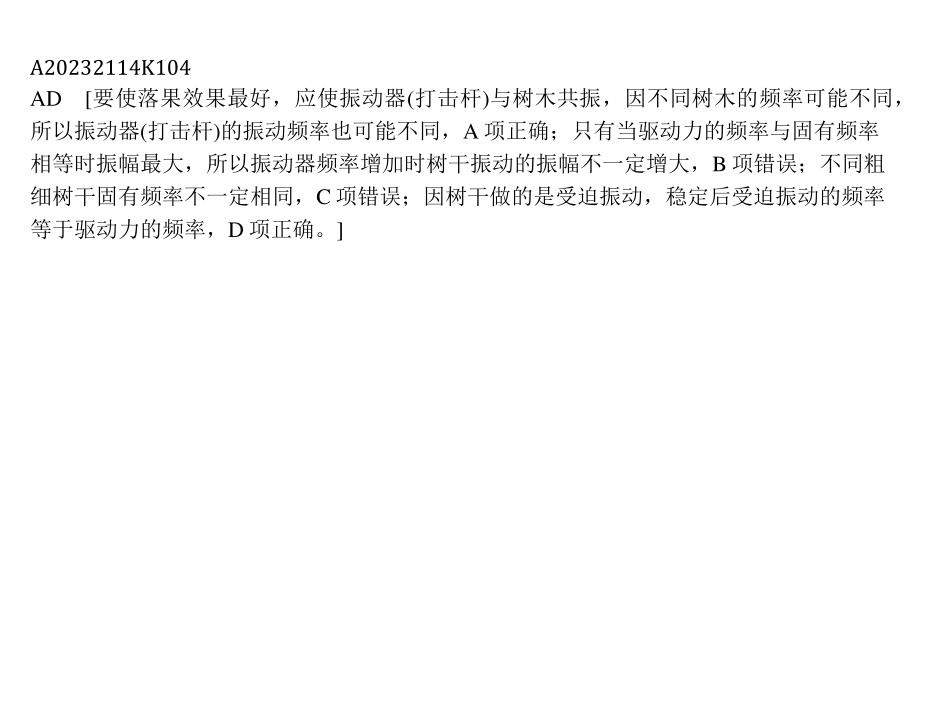 A20232114K104
AD　[要使落果效果最好，应使振动器(打击杆)与树木共振，因不同树木的频率可能不同，
所以振动器(打击杆)的振动频率也可能不同，A 项正确；只有当驱动力的频率与固有频率
相等时振幅最大，所以振动器频率增加时树干振动的振幅不一定增大，B 项错误；不同粗
细树干固有频率不一定相同，C 项错误；因树干做的是受迫振动，稳定后受迫振动的频率
等于驱动力的频率，D 项正确。]